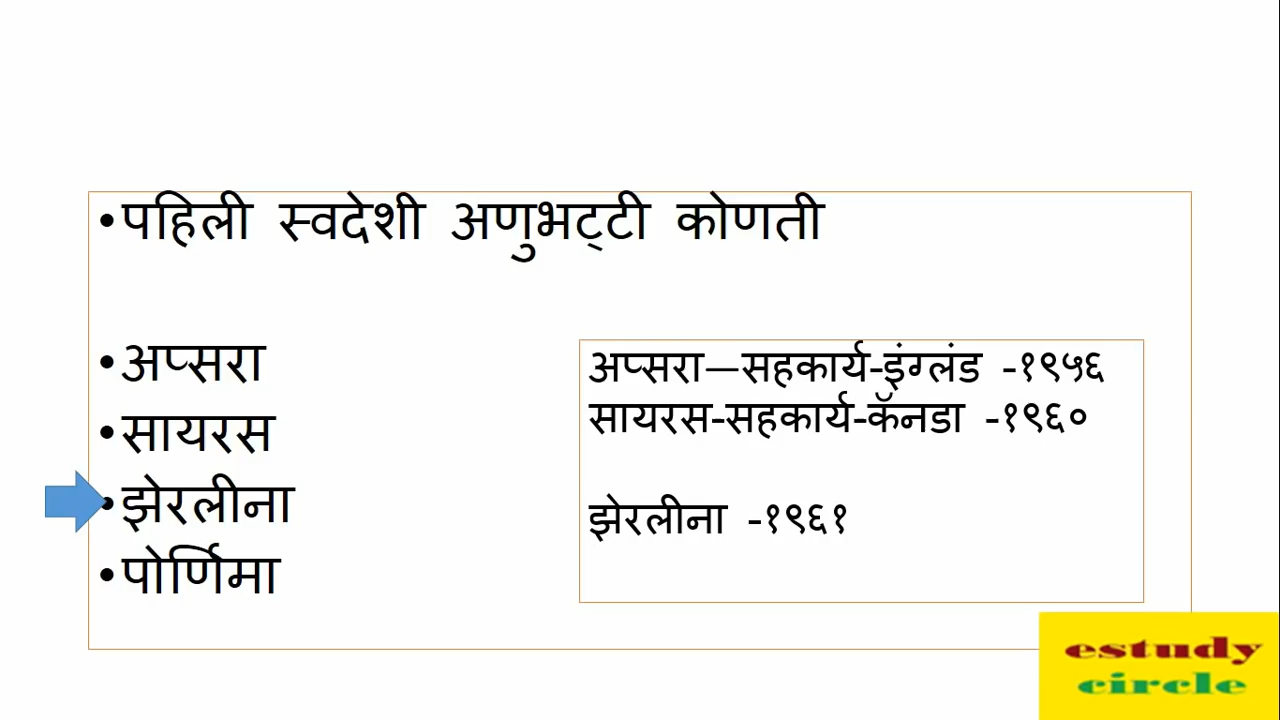 •पहिली स्वदेशी अणुभट्टी कोणती
•अप्सरा
•सायरस
•झेरलीना
•पोर्णिमा
अप्सरा—सहकार्य-इंग्लंड -१९५६
सायरस-सहकार्य-कॅनडा -१९६०
झेरलीना -१९६१
estudy
circle